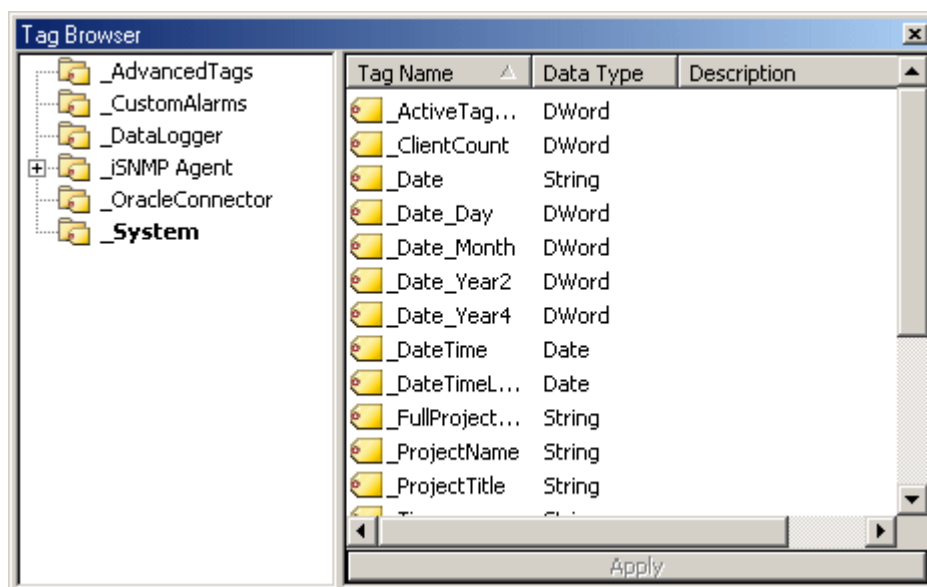 Tag Browser
_AdvancedTags
_CustomAlarms
_DataLogger
_iSNMP Agent
_OracleConnector
_System
Tag Name Data Type Description
_ActiveTag... DWord
_ClientCount DWord
_Date String
_Date_Day DWord
_Date_Month DWord
_Date_Year2 DWord
_Date_Year4 DWord
_DateTime Date
_DateTimeL... Date
_FullProject... String
_ProjectName String
_ProjectTitle String
Apply